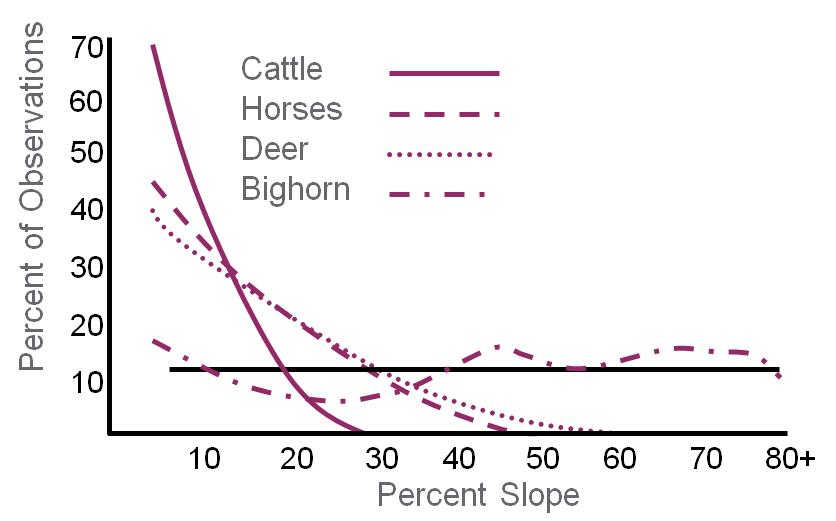 Percent of Observations
70
60
50
40
30
20
10
Cattle
Horses
Deer
Bighorn
10 20 30 40 50 60 70 80+
Percent Slope